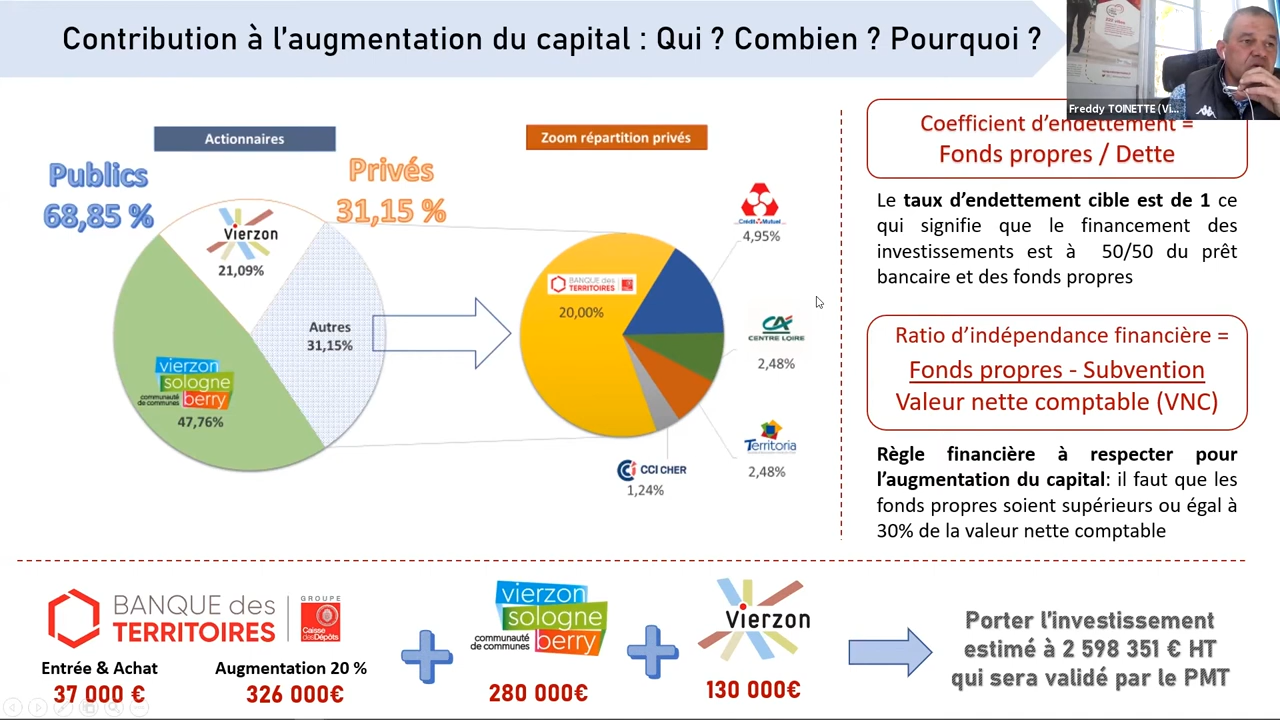 Contribution à l'augmentation du capital : Qui ? Combien ? Pourquoi ?
Freddy TOINETTE (Vi...
Actionnaires
Zoom répartition privés
Publics
68,85 %
Privés
31,15 %
Vierzon
21,09%
Autres
31,15%
vierzon
sologne
communauté
de communes
berry
47,76%
BANQUE des
TERRITOIRES
20,00%
Crédit Mutuel
4,95%
CA
CENTRE LOIRE
2,48%
Territoria
2,48%
CCI CHER
1,24%
Coefficient d'endettement =
Fonds propres / Dette
Le taux d'endettement cible est de 1 ce
qui signifie que le financement des
investissements est à 50/50 du prêt
bancaire et des fonds propres
Ratio d'indépendance financière =
Fonds propres - Subvention
Valeur nette comptable (VNC)
Règle financière à respecter pour
l'augmentation du capital: il faut que les
fonds propres soient supérieurs ou égal à
30% de la valeur nette comptable
BANQUE des
TERRITOIRES
GROUPE
Caisse
des Dépôts
Entrée & Achat
37 000 €
Augmentation 20 %
326 000€
vierzon
sologne
communauté
de communes
berry
280 000€
Vierzon
130 000€
Porter l'investissement
estimé à 2 598 351 € HT
qui sera validé par le PMT